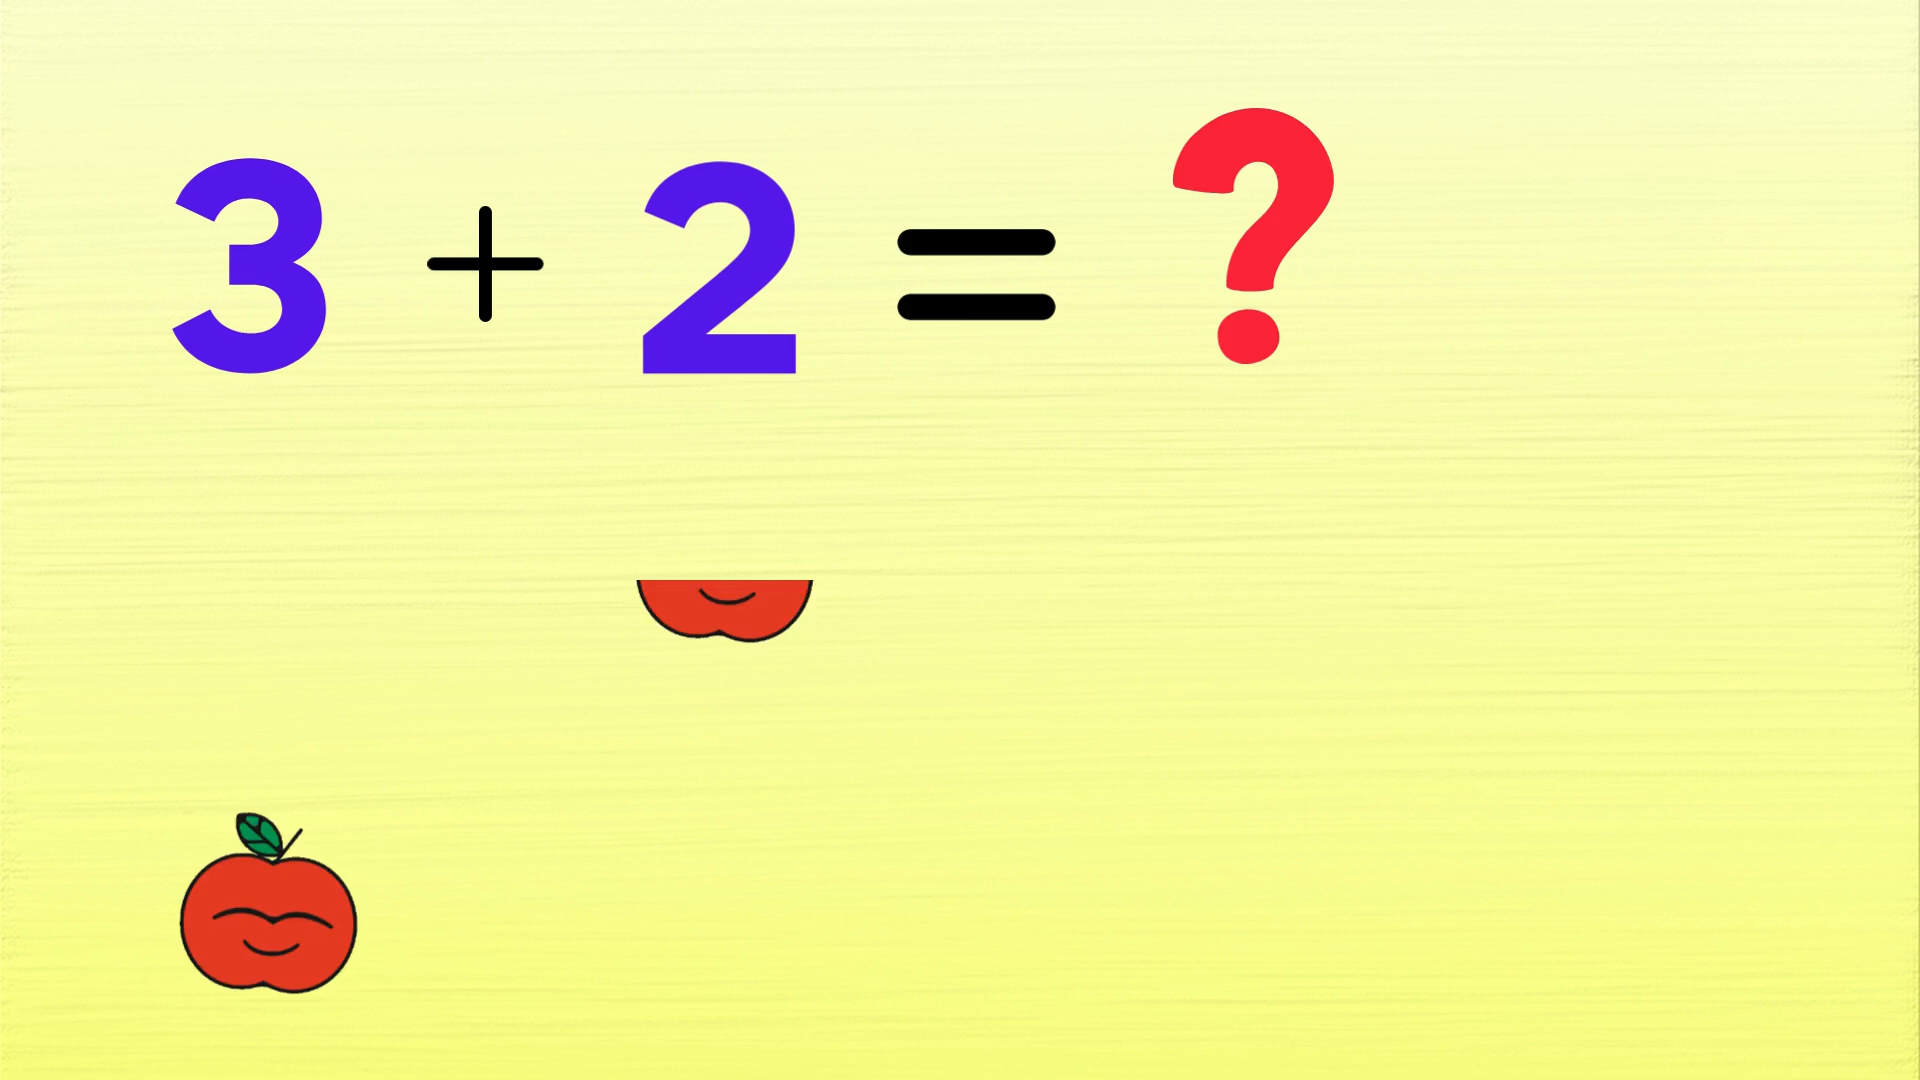 3 + 2 = ?